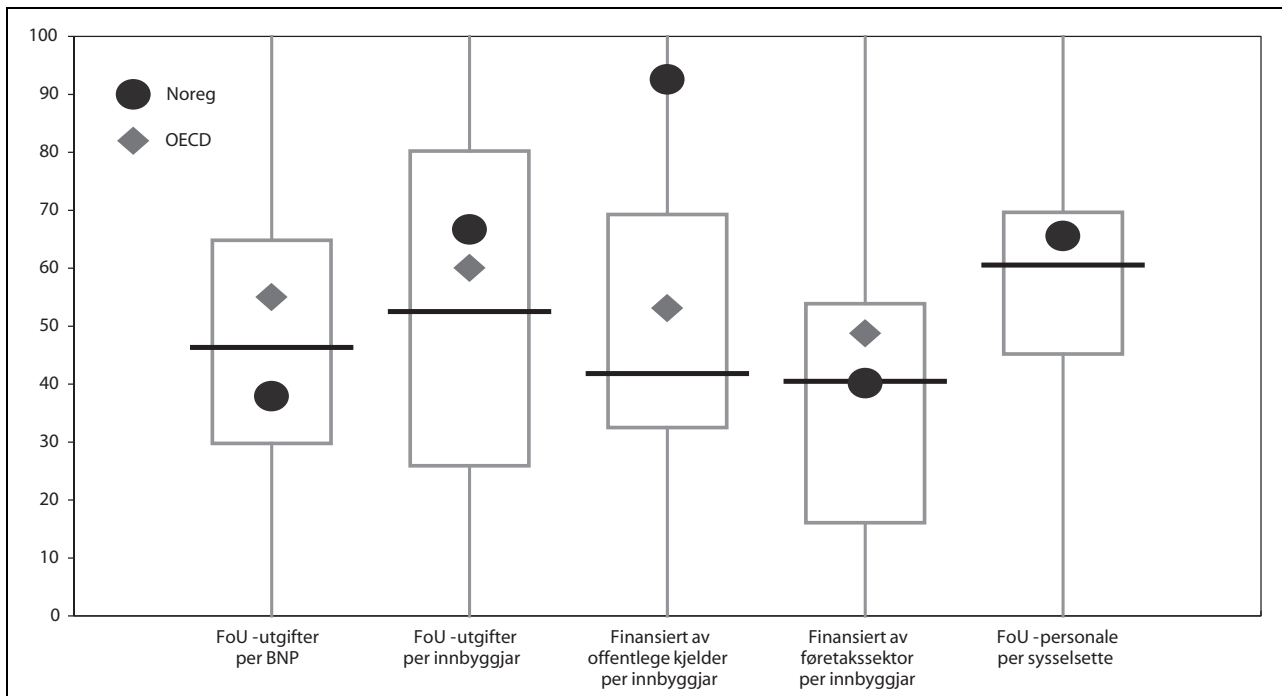 100
90
80
70
60
50
40
30
20
10
0
Noreg
OECD
FoU -utgifter
per BNP
FoU -utgifter
per innbyggjar
Finansiert av
offentlege kjelder
per innbyggjar
Finansiert av
føretakssektor
per innbyggjar
FoU -personale
per sysselsette